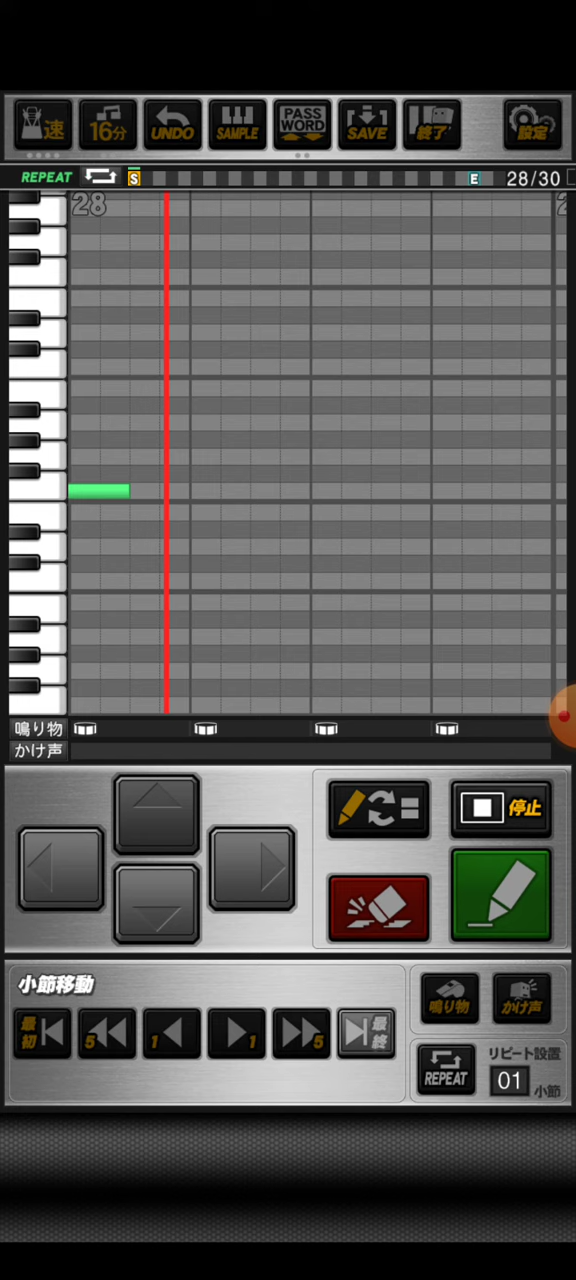 速 16分 UNDO SAMPLE PASS WORD SAVE 終了 設定
REPEAT S E 28/30
28
鳴り物
かけ声
停止
小節移動
最初 5 1 1 5 最終
鳴り物 かけ声
REPEAT
リピート設置
01 小節